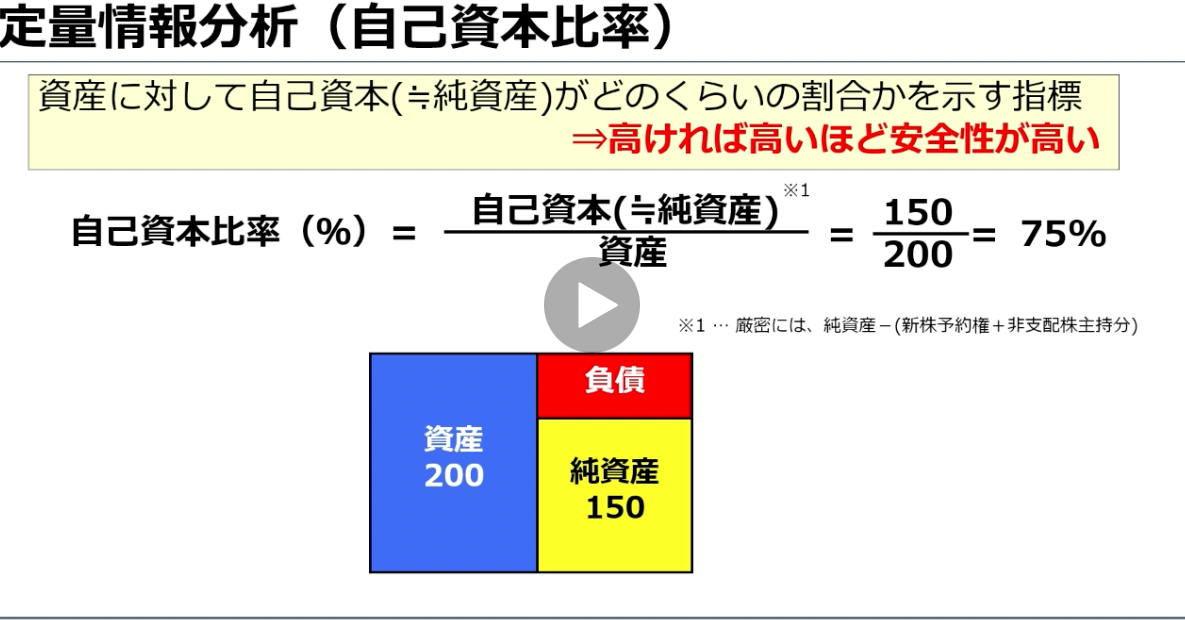 定量情報分析（自己資本比率）
資産に対して自己資本(≒純資産)がどのくらいの割合かを示す指標
⇒高ければ高いほど安全性が高い
自己資本比率（%）=
自己資本(≒純資産)※1
資産
=
150
200
= 75%
※1 … 厳密には、純資産－(新株予約権＋非支配株主持分)
負債
資産
200
純資産
150